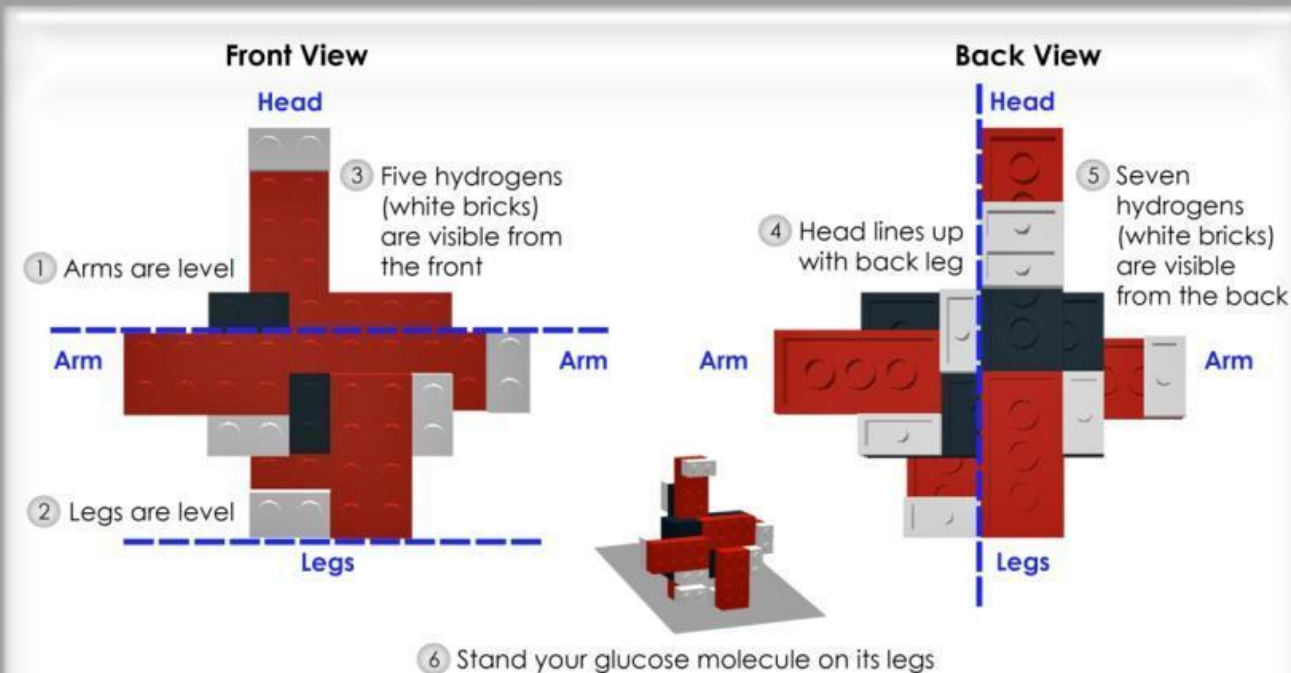 Front View
Head
3 Five hydrogens
(white bricks)
are visible from
the front
1 Arms are level
Arm
Arm
2 Legs are level
Legs
Back View
Head
4 Head lines up
with back leg
5 Seven
hydrogens
(white bricks)
are visible
from the back
Arm
Arm
Legs
6 Stand your glucose molecule on its legs